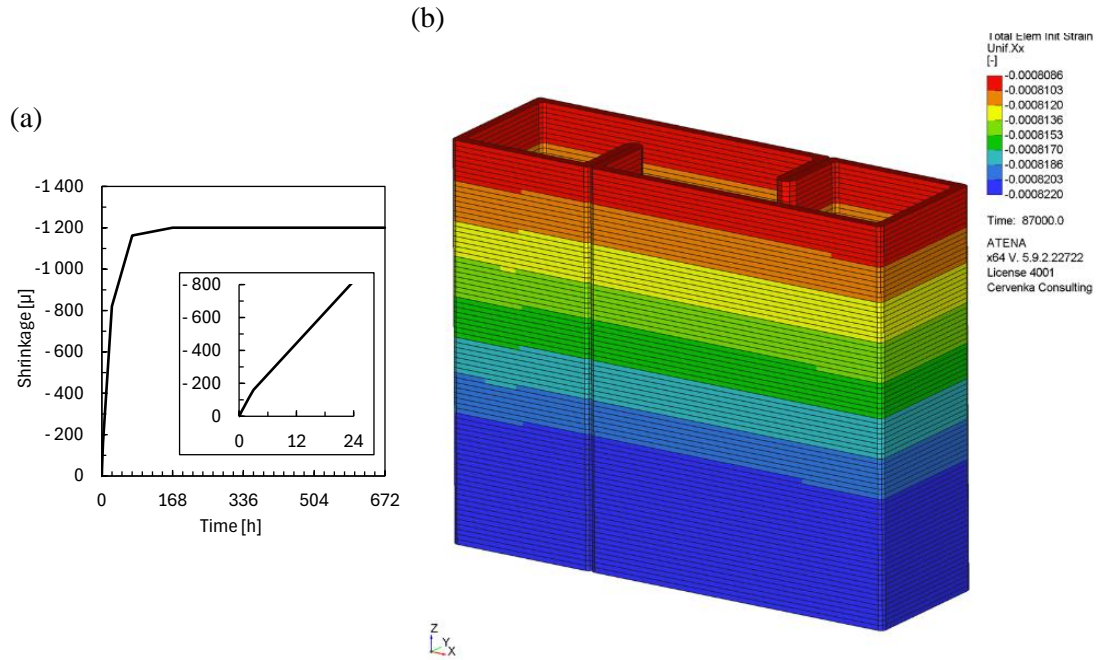 (b)
Total Elem Init Strain
Unif.Xx
[-]
-0.0008086
-0.0008103
-0.0008120
-0.0008136
-0.0008153
-0.0008170
-0.0008186
-0.0008203
-0.0008220
Time: 87000.0
ATENA
x64 V. 5.9.2.22722
License 4001
Cervenka Consulting
(a)
-1 400
-1 200
-1 000
- 800
- 600
- 400
- 200
0
Shrinkage [µ]
- 800
- 600
- 400
- 200
0
0 12 24
0 168 336 504 672
Time [h]
Z
Y
X